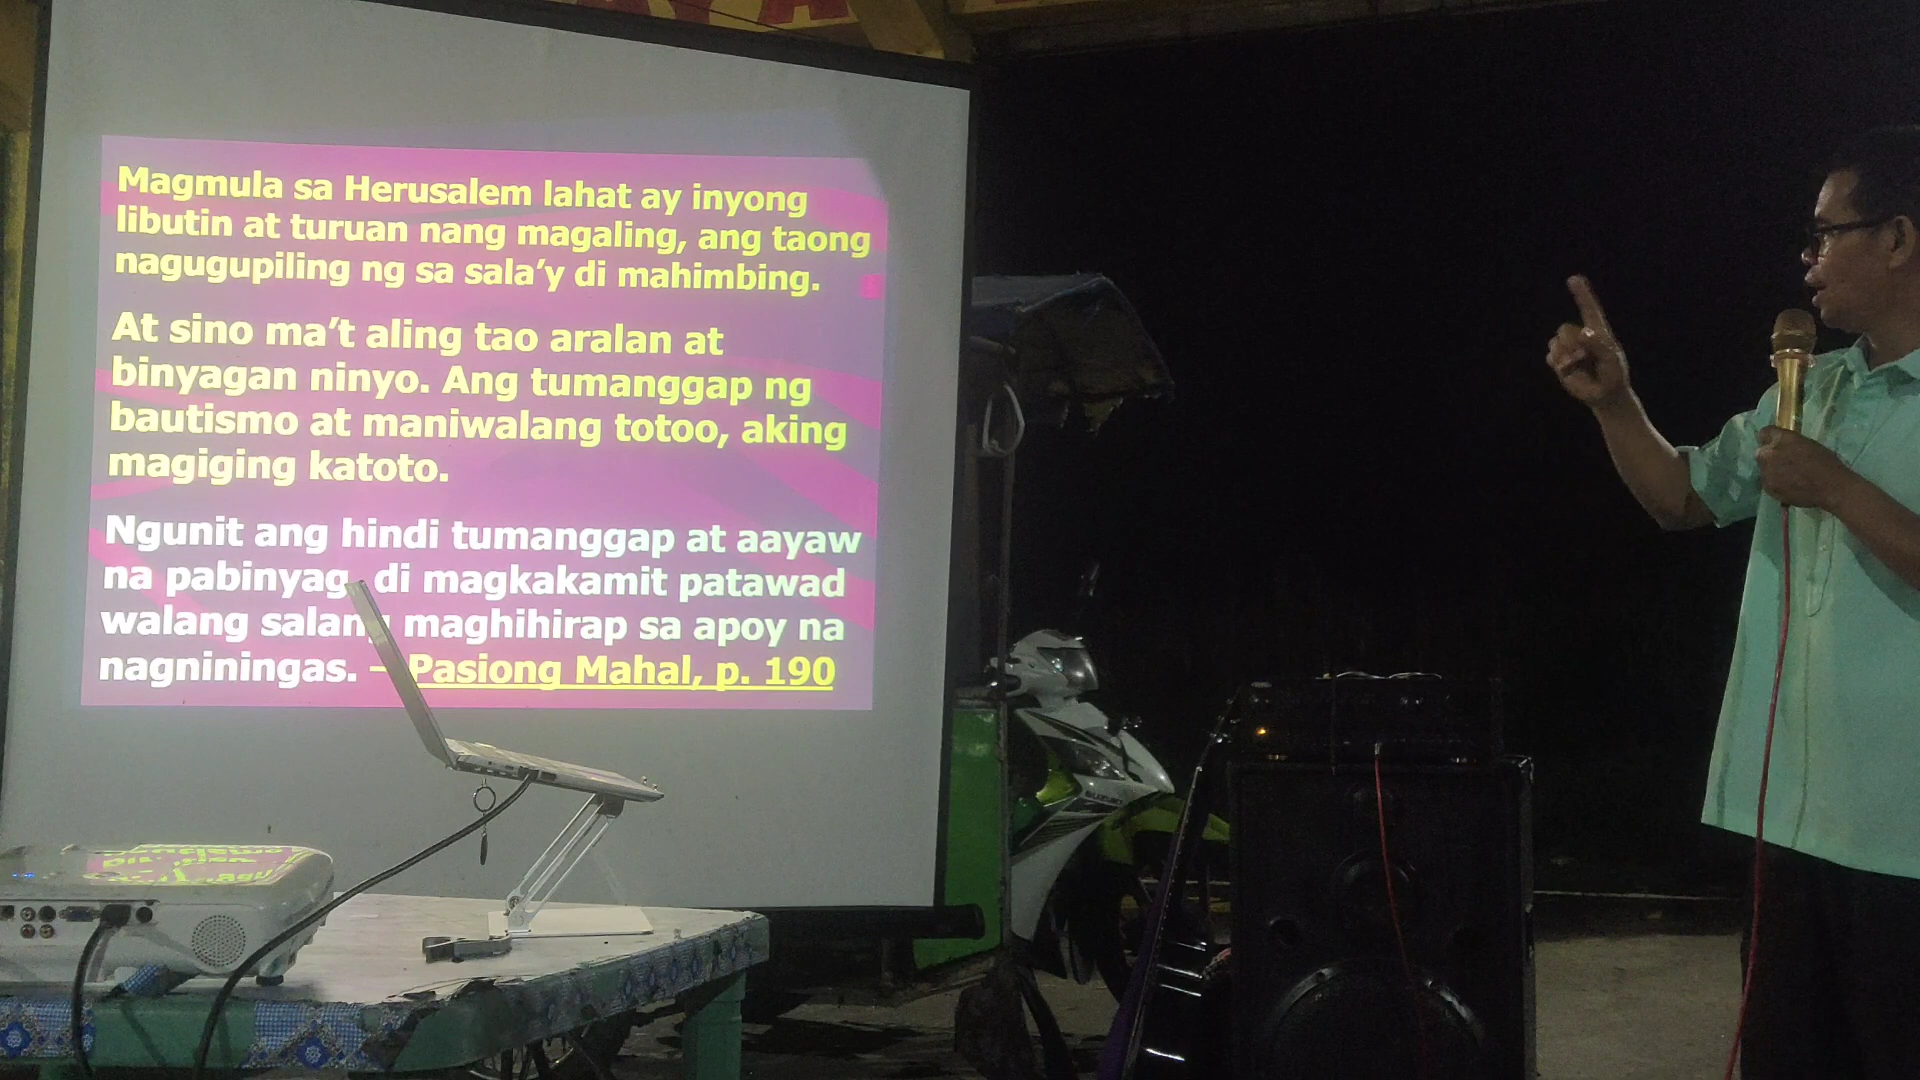 Magmula sa Herusalem lahat ay inyong
libutin at turuan nang magaling, ang taong
nagugupiling ng sa sala’y di mahimbing.
At sino ma’t aling tao aralan at
binyagan ninyo. Ang tumanggap ng
bautismo at maniwalang totoo, aking
magiging katoto.
Ngunit ang hindi tumanggap at aayaw
na pabinyag, di magkakamit patawad
walang salang maghihirap sa apoy na
nagniningas. – Pasiong Mahal, p. 190
SUZUKI